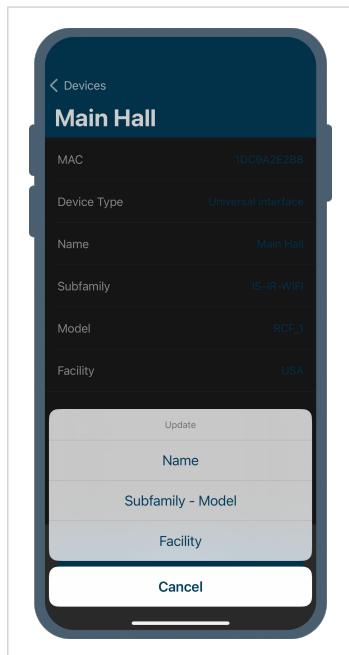 Devices
Main Hall
MAC 1DC9A2E2B8
Device Type Universal interface
Name Main Hall
Subfamily IS-IR-WIFI
Model RCF_1
Facility USA
Update
Name
Subfamily - Model
Facility
Cancel